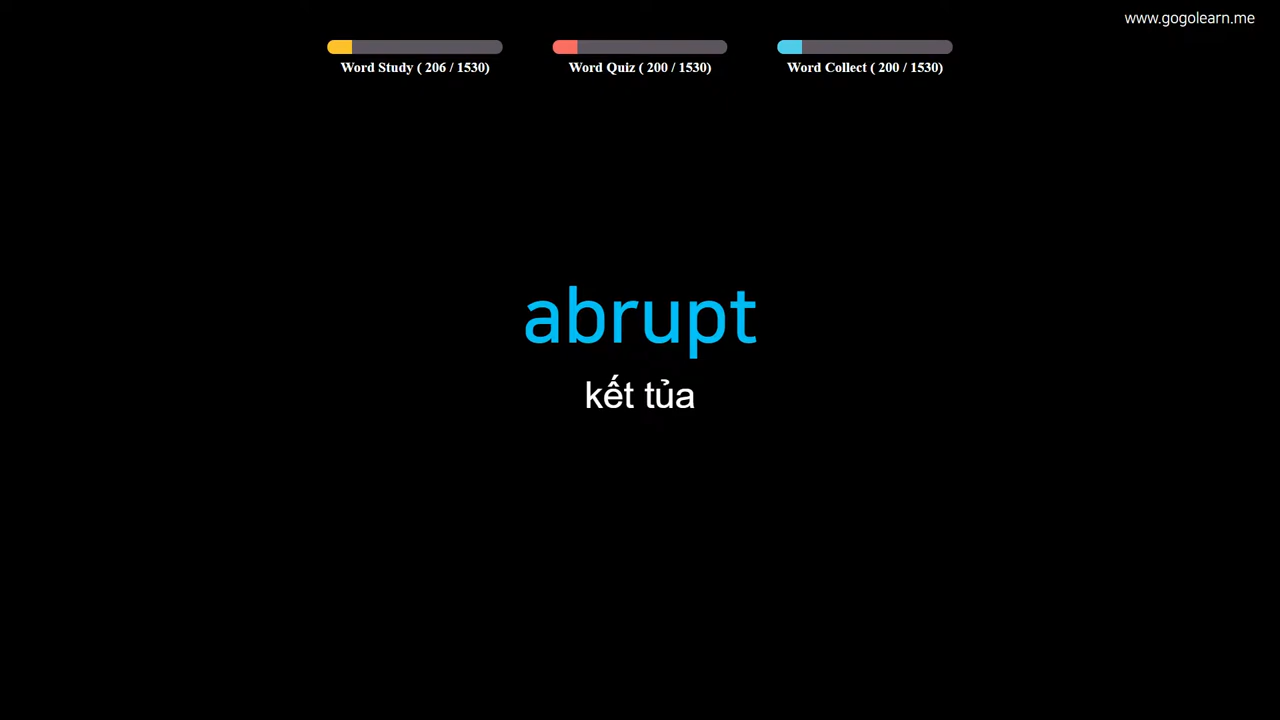 www.gogolearn.me
Word Study ( 206 / 1530)
Word Quiz ( 200 / 1530)
Word Collect ( 200 / 1530)
abrupt
kết tủa